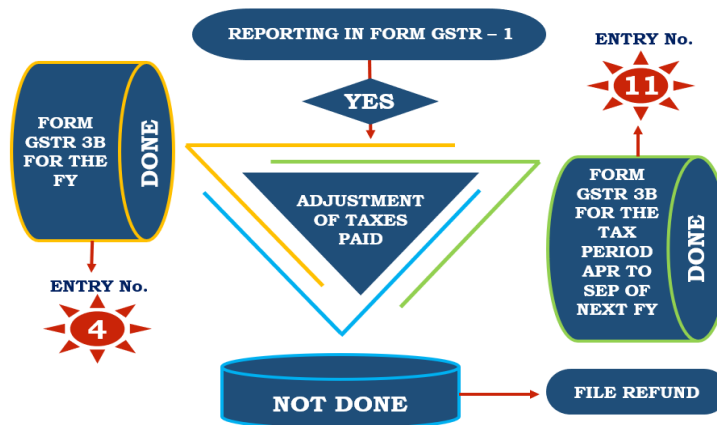 REPORTING IN FORM GSTR – 1
YES
FORM
GSTR 3B
FOR THE
FY
DONE
ENTRY No.
4
ADJUSTMENT
OF TAXES
PAID
ENTRY No.
11
FORM
GSTR 3B
FOR THE
TAX
PERIOD
APR TO
SEP OF
NEXT FY
DONE
NOT DONE
FILE REFUND